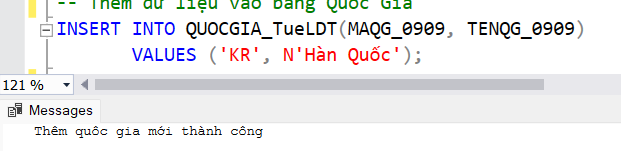 -- Thêm dữ liệu vào bảng Quốc Gia
INSERT INTO QUOCGIA_TueLDT(MAQG_0909, TENQG_0909)
VALUES ('KR', N'Hàn Quốc');
121 %
Messages
Thêm quốc gia mới thành công